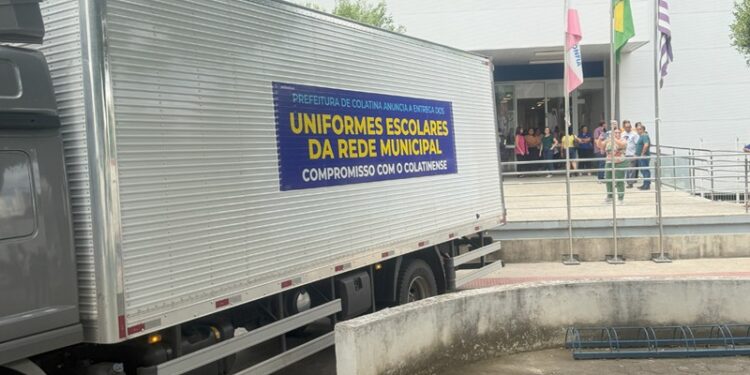 PREFEITURA DE COLATINA ANUNCIA A ENTREGA DOS
UNIFORMES ESCOLARES
DA REDE MUNICIPAL
COMPROMISSO COM O COLATINENSE